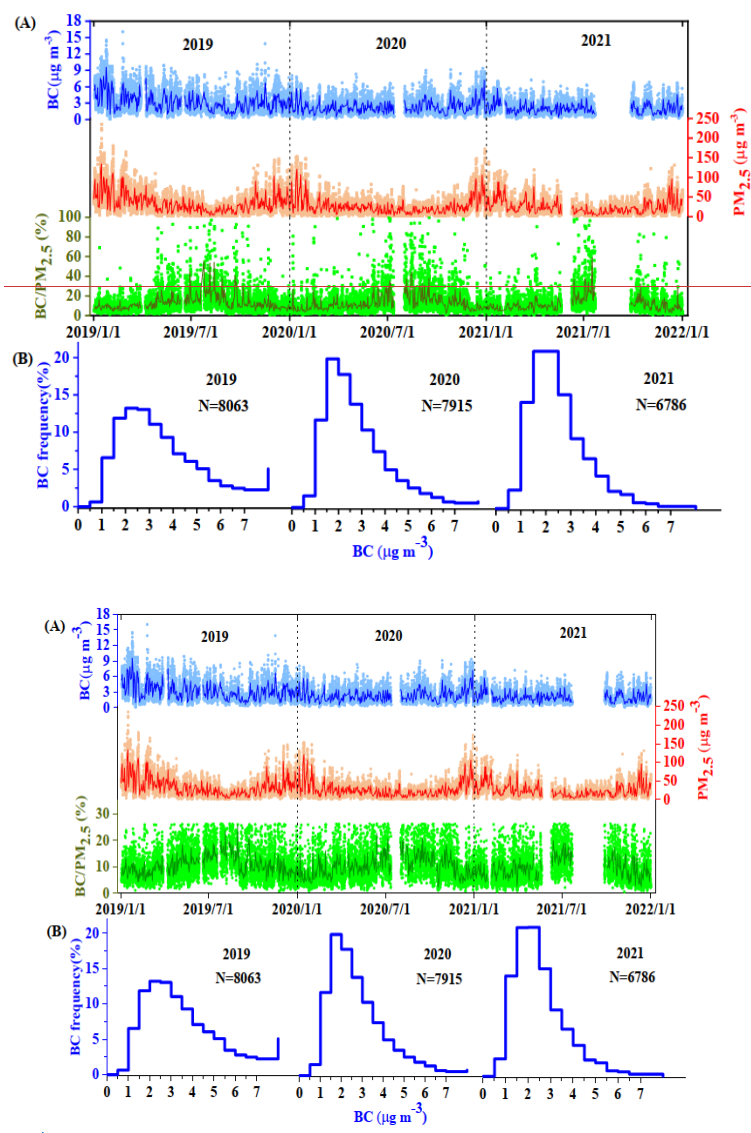 (A)
18
15
12
9
6
3
0
BC(μg m-3)
2019
2020
2021
250
200
150
100
50
0
PM2.5 (μg m-3)
100
80
60
40
20
0
BC/PM2.5 (%)
2019/1/1 2019/7/1 2020/1/1 2020/7/1 2021/1/1 2021/7/1 2022/1/1
(B)
20
15
10
5
0
BC frequency(%)
2019
N=8063
2020
N=7915
2021
N=6786
0 1 2 3 4 5 6 7 0 1 2 3 4 5 6 7 0 1 2 3 4 5 6 7
BC (μg m-3)
(A)
18
15
12
9
6
3
0
BC(μg m-3)
2019
2020
2021
250
200
150
100
50
0
PM2.5 (μg m-3)
30
20
10
0
BC/PM2.5 (%)
2019/1/1 2019/7/1 2020/1/1 2020/7/1 2021/1/1 2021/7/1 2022/1/1
(B)
20
15
10
5
0
BC frequency(%)
2019
N=8063
2020
N=7915
2021
N=6786
0 1 2 3 4 5 6 7 0 1 2 3 4 5 6 7 0 1 2 3 4 5 6 7
BC (μg m-3)